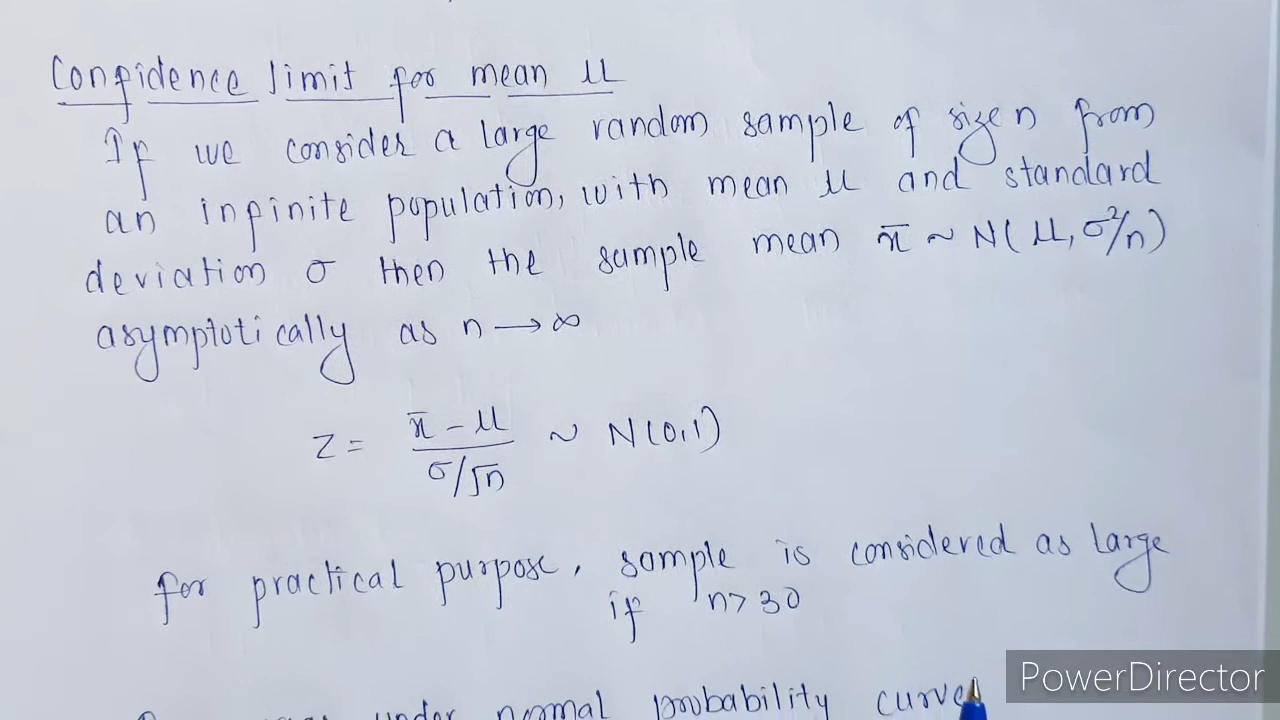 Confidence limit for mean μ
If we consider a large random sample of size n from
an infinite population, with mean μ and standard
deviation σ then the sample mean x̄ ~ N(μ, σ²/n)
asymptotically as n → ∞
Z = (x̄ - μ)/(σ/√n) ~ N(0,1)
for practical purpose, sample is considered as large
if n > 30
under normal probability curve
PowerDirector